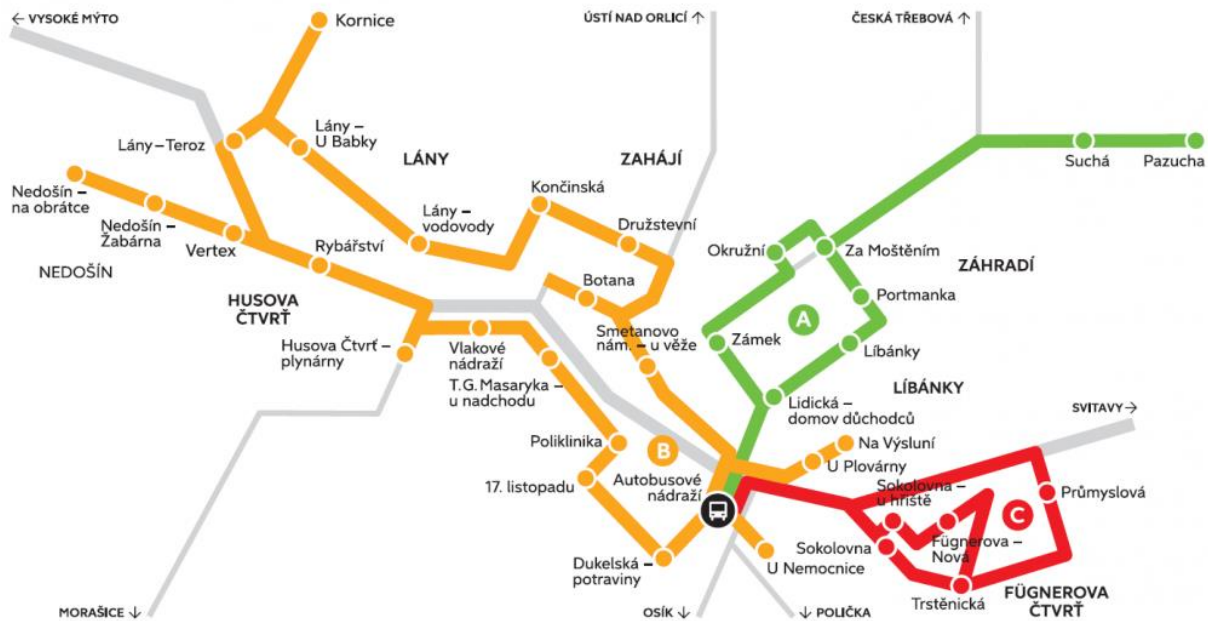 ← VYSOKÉ MÝTO
Kornice
ÚSTÍ NAD ORLICÍ ↑
ČESKÁ TŘEBOVÁ ↑
Lány –Teroz
Lány –
U Babky
LÁNY
ZAHÁJÍ
Suchá
Pazucha
Nedošín –
na obrátce
Nedošín –
Žabárna
Vertex
Rybářství
Lány –
vodovody
Končinská
Družstevní
Okružní
Za Moštěním
NEDOŠÍN
ZÁHRADÍ
HUSOVA
ČTVRŤ
Botana
Portmanka
A
Husova Čtvrť –
plynárny
Vlakové
nádraží
Smetanovo
nám. – u věže
Zámek
Líbánky
T.G. Masaryka –
u nadchodu
LÍBÁNKY
Lidická –
domov důchodců
SVITAVY→
Poliklinika
B
Na Výsluní
U Plovárny
17. listopadu
Autobusové
nádraží
Sokolovna –
u hřiště
Průmyslová
C
Fügnerova –
Nová
Sokolovna
Dukelská –
potraviny
U Nemocnice
Trstěnická
FÜGNEROVA
ČTVRŤ
MORAŠICE ↓
OSÍK ↓
↓ POLIČKA